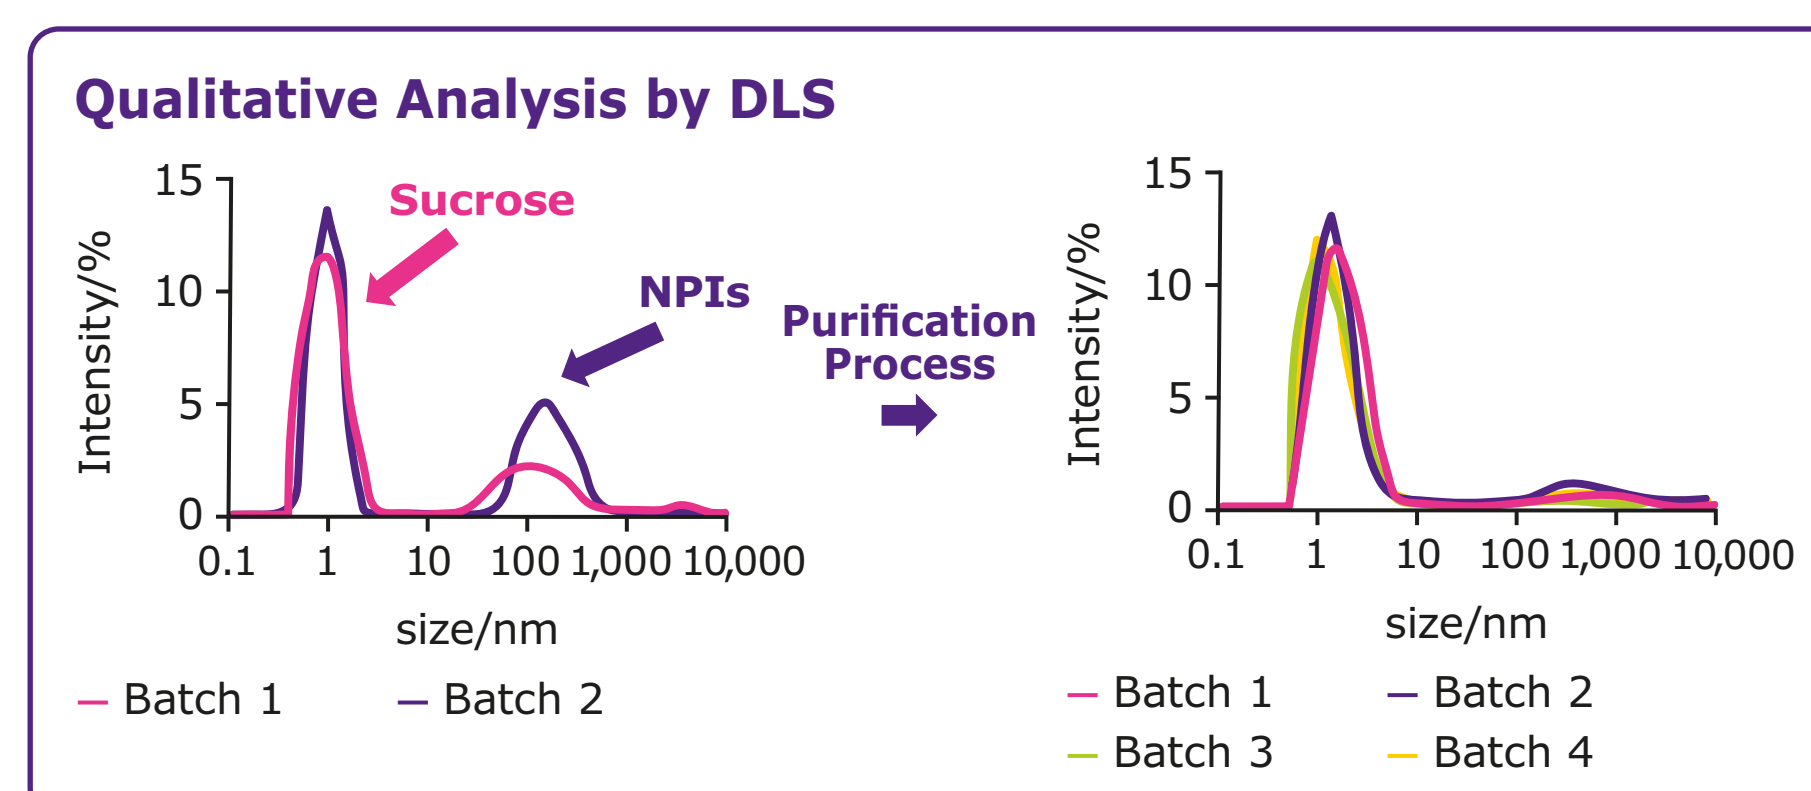 Qualitative Analysis by DLS
15
10
5
0
Intensity/%
0.1 1 10 100 1,000 10,000
size/nm
Sucrose
NPIs
Batch 1 Batch 2
Purification
Process
15
10
5
0
Intensity/%
0.1 1 10 100 1,000 10,000
size/nm
Batch 1 Batch 2
Batch 3 Batch 4